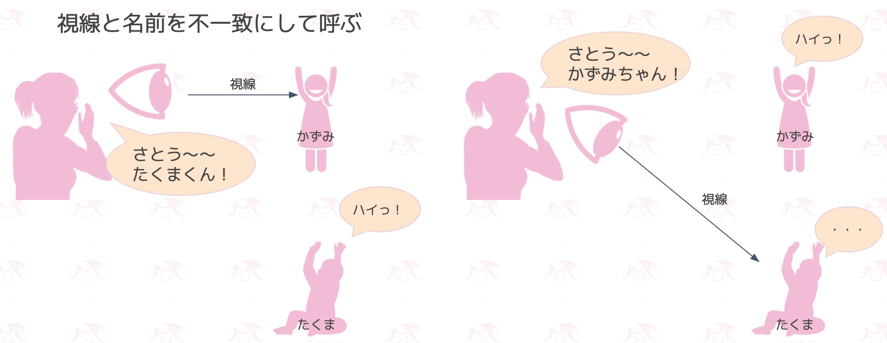 視線と名前を不一致にして呼ぶ
視線
かずみ
さとう〜〜
たくまくん！
ハイっ！
たくま
さとう〜〜
かずみちゃん！
ハイっ！
かずみ
視線
・・・
たくま